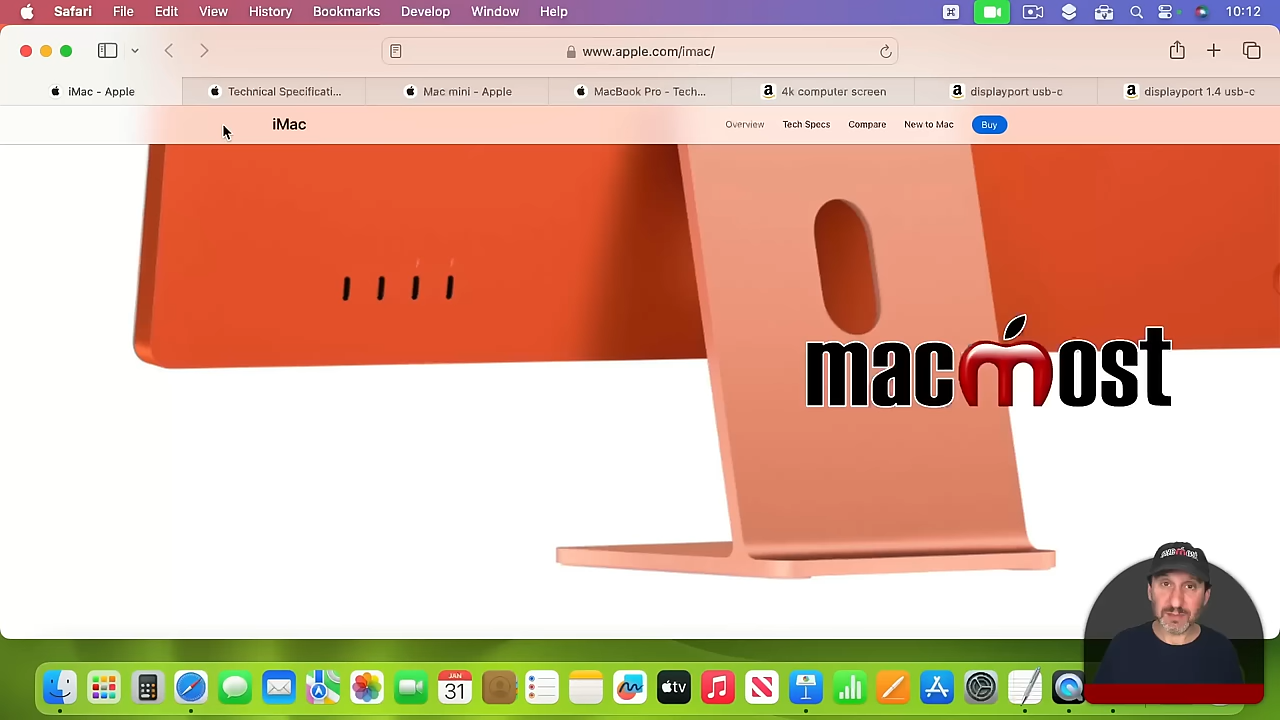 Safari File Edit View History Bookmarks Develop Window Help 10:12
www.apple.com/imac/
iMac - Apple Technical Specificati... Mac mini - Apple MacBook Pro - Tech... 4k computer screen displayport usb-c displayport 1.4 usb-c
iMac Overview Tech Specs Compare New to Mac Buy
macmost
JAN
31
tv